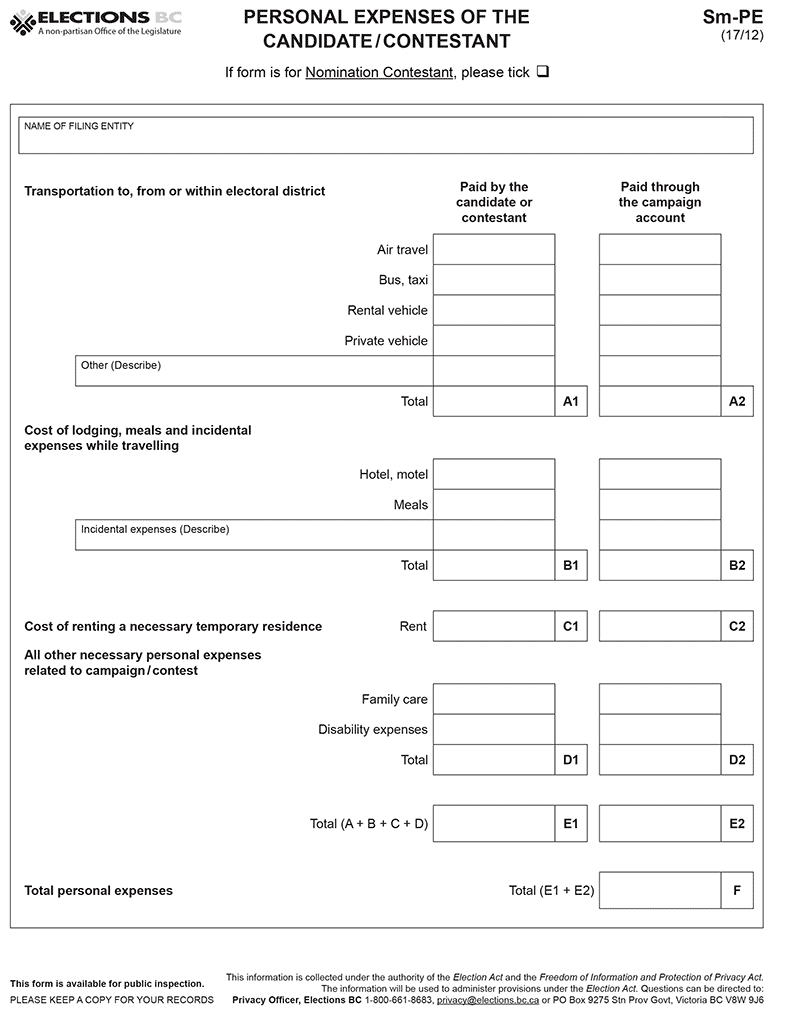 ELECTIONS BC
A non-partisan Office of the Legislature
PERSONAL EXPENSES OF THE
CANDIDATE/CONTESTANT
Sm-PE
(17/12)
If form is for Nomination Contestant, please tick ❑
NAME OF FILING ENTITY
Transportation to, from or within electoral district
Paid by the
candidate or
contestant
Paid through
the campaign
account
Air travel
Bus, taxi
Rental vehicle
Private vehicle
Other (Describe)
Total A1 A2
Cost of lodging, meals and incidental
expenses while travelling
Hotel, motel
Meals
Incidental expenses (Describe)
Total B1 B2
Cost of renting a necessary temporary residence Rent C1 C2
All other necessary personal expenses
related to campaign/contest
Family care
Disability expenses
Total D1 D2
Total (A + B + C + D) E1 E2
Total personal expenses Total (E1 + E2) F
This form is available for public inspection.
PLEASE KEEP A COPY FOR YOUR RECORDS
This information is collected under the authority of the Election Act and the Freedom of Information and Protection of Privacy Act.
The information will be used to administer provisions under the Election Act. Questions can be directed to:
Privacy Officer, Elections BC 1-800-661-8683, privacy@elections.bc.ca or PO Box 9275 Stn Prov Govt, Victoria BC V8W 9J6